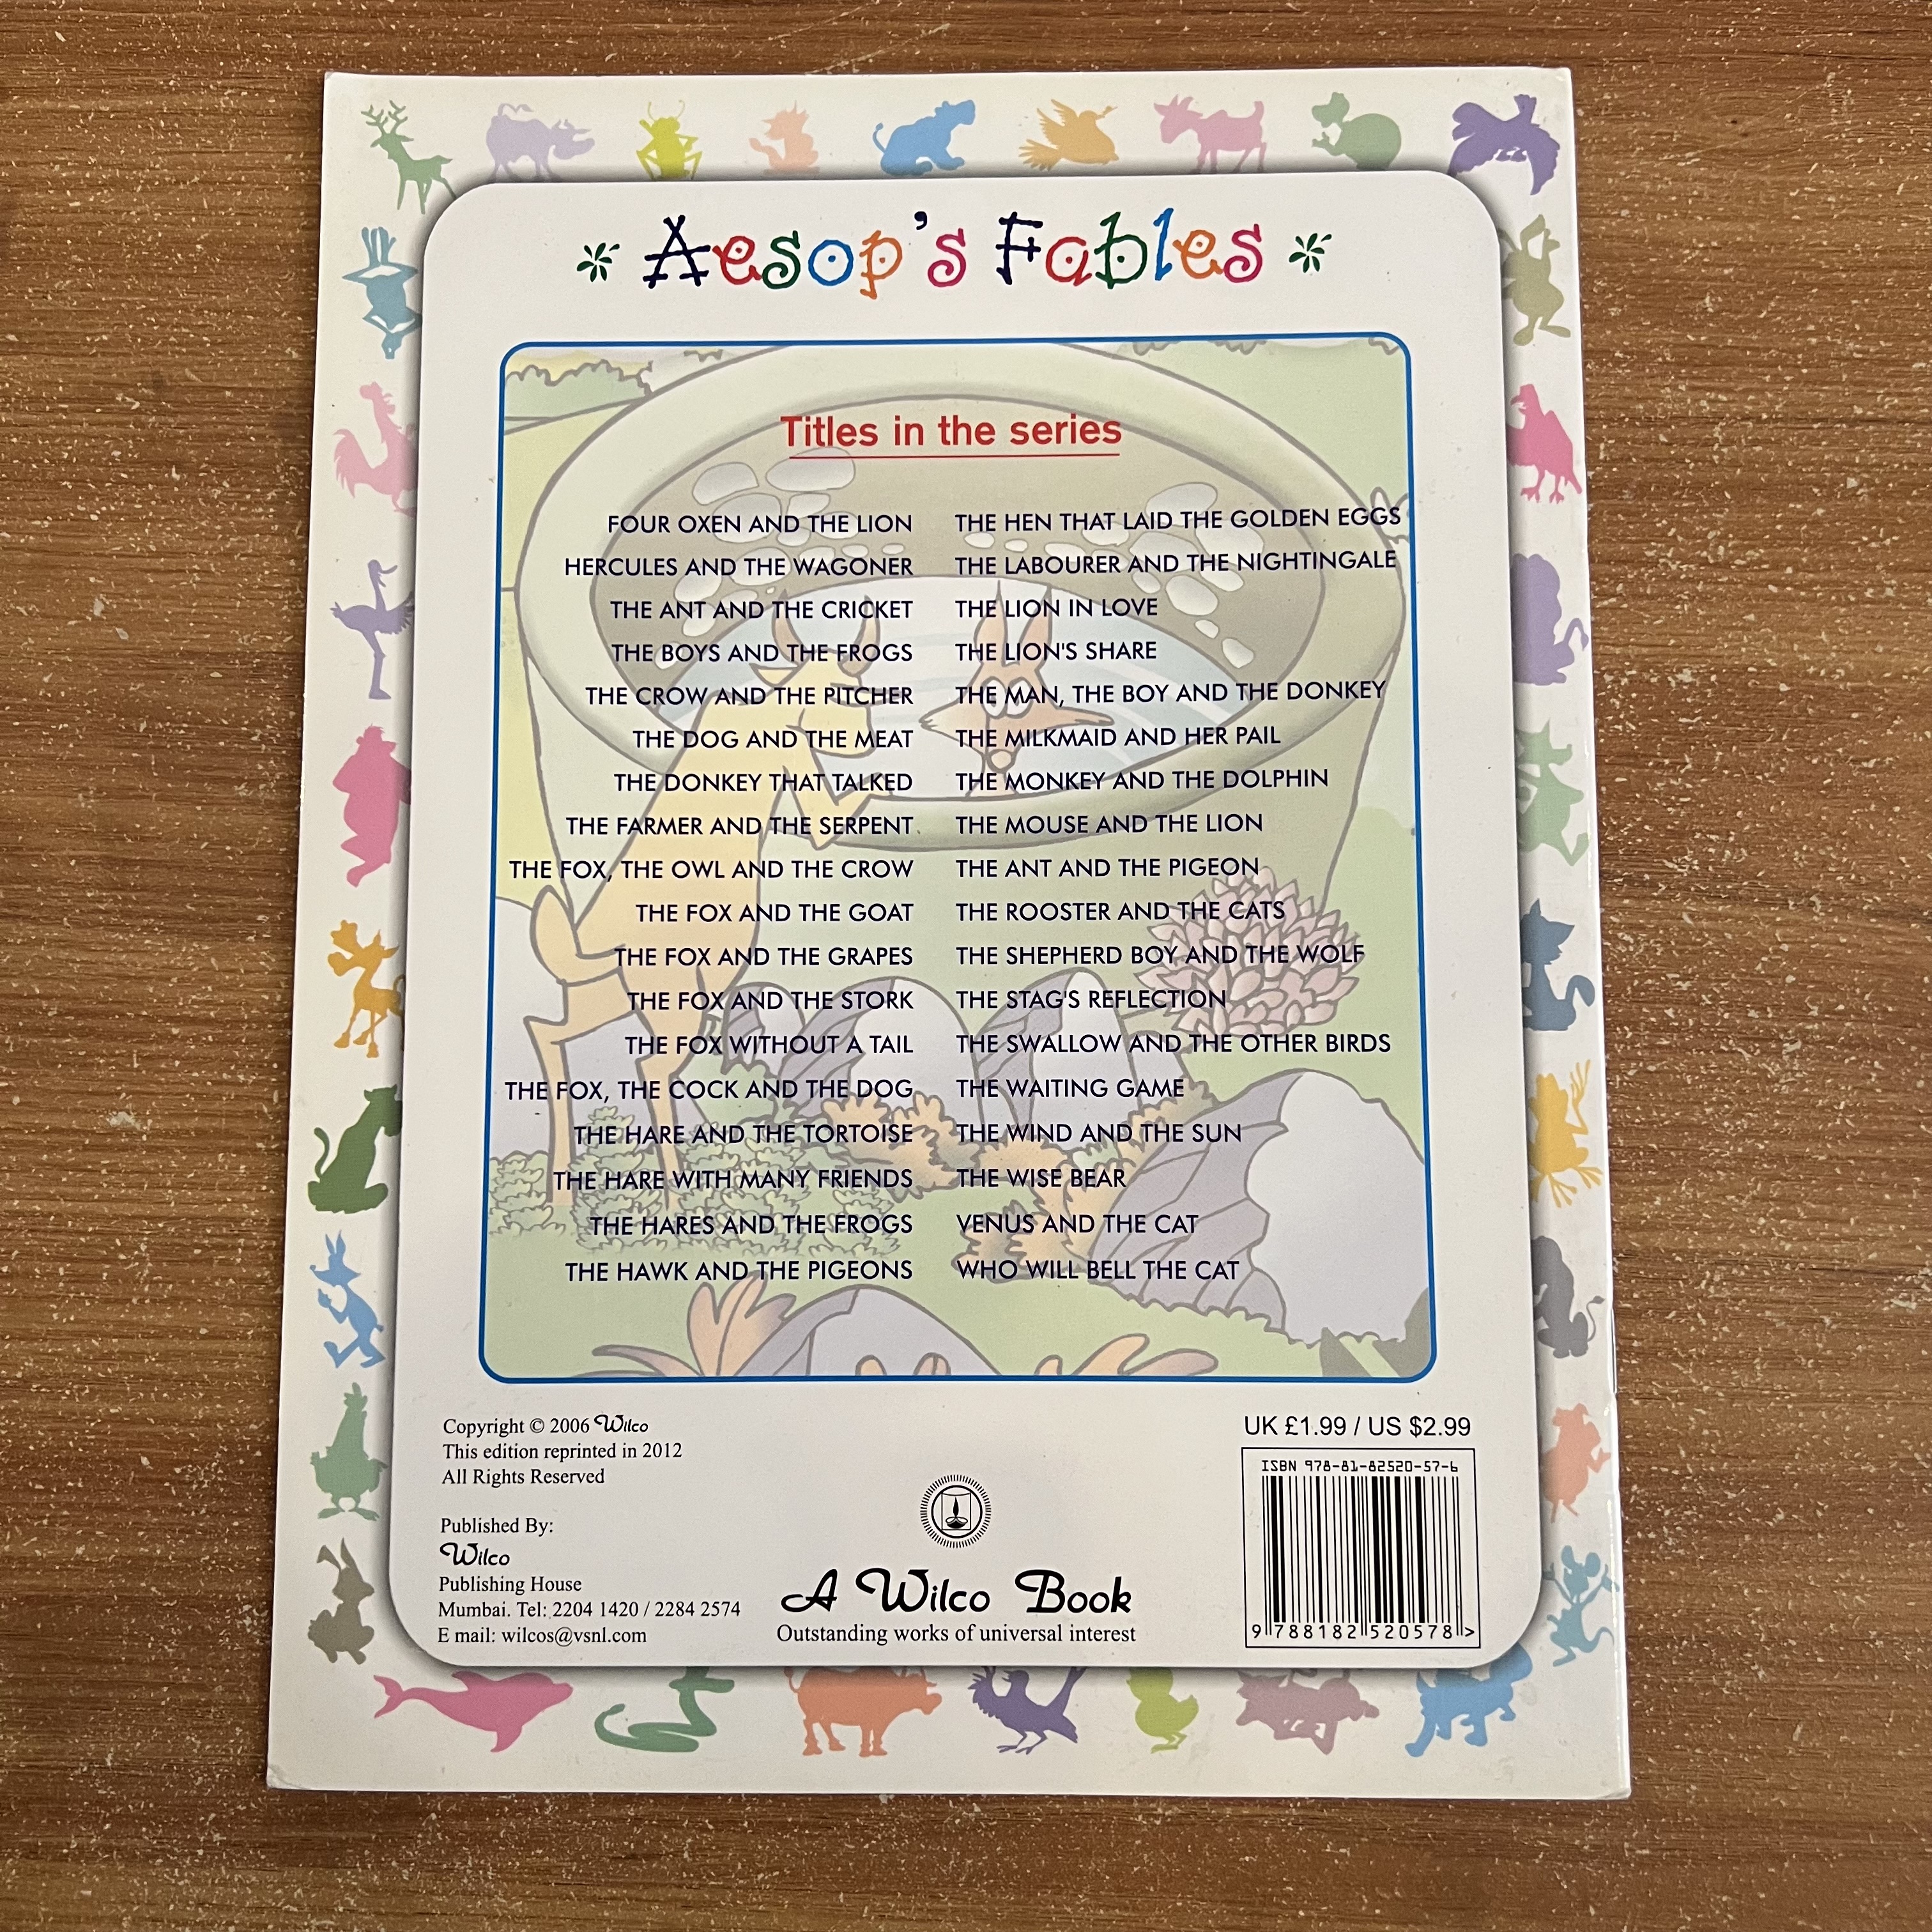 Aesop's Fables
Titles in the series
FOUR OXEN AND THE LION
HERCULES AND THE WAGONER
THE ANT AND THE CRICKET
THE BOYS AND THE FROGS
THE CROW AND THE PITCHER
THE DOG AND THE MEAT
THE DONKEY THAT TALKED
THE FARMER AND THE SERPENT
THE FOX, THE OWL AND THE CROW
THE FOX AND THE GOAT
THE FOX AND THE GRAPES
THE FOX AND THE STORK
THE FOX WITHOUT A TAIL
THE FOX, THE COCK AND THE DOG
THE HARE AND THE TORTOISE
THE HARE WITH MANY FRIENDS
THE HARES AND THE FROGS
THE HAWK AND THE PIGEONS
THE HEN THAT LAID THE GOLDEN EGGS
THE LABOURER AND THE NIGHTINGALE
THE LION IN LOVE
THE LION'S SHARE
THE MAN, THE BOY AND THE DONKEY
THE MILKMAID AND HER PAIL
THE MONKEY AND THE DOLPHIN
THE MOUSE AND THE LION
THE ANT AND THE PIGEON
THE ROOSTER AND THE CATS
THE SHEPHERD BOY AND THE WOLF
THE STAG'S REFLECTION
THE SWALLOW AND THE OTHER BIRDS
THE WAITING GAME
THE WIND AND THE SUN
THE WISE BEAR
VENUS AND THE CAT
WHO WILL BELL THE CAT
Copyright © 2006 Wilco
This edition reprinted in 2012
All Rights Reserved
Published By:
Wilco
Publishing House
Mumbai. Tel: 2204 1420 / 2284 2574
E mail: wilcos@vsnl.com
A Wilco Book
Outstanding works of universal interest
UK £1.99 / US $2.99
ISBN 978-81-82520-57-6
9 788182 520578 >